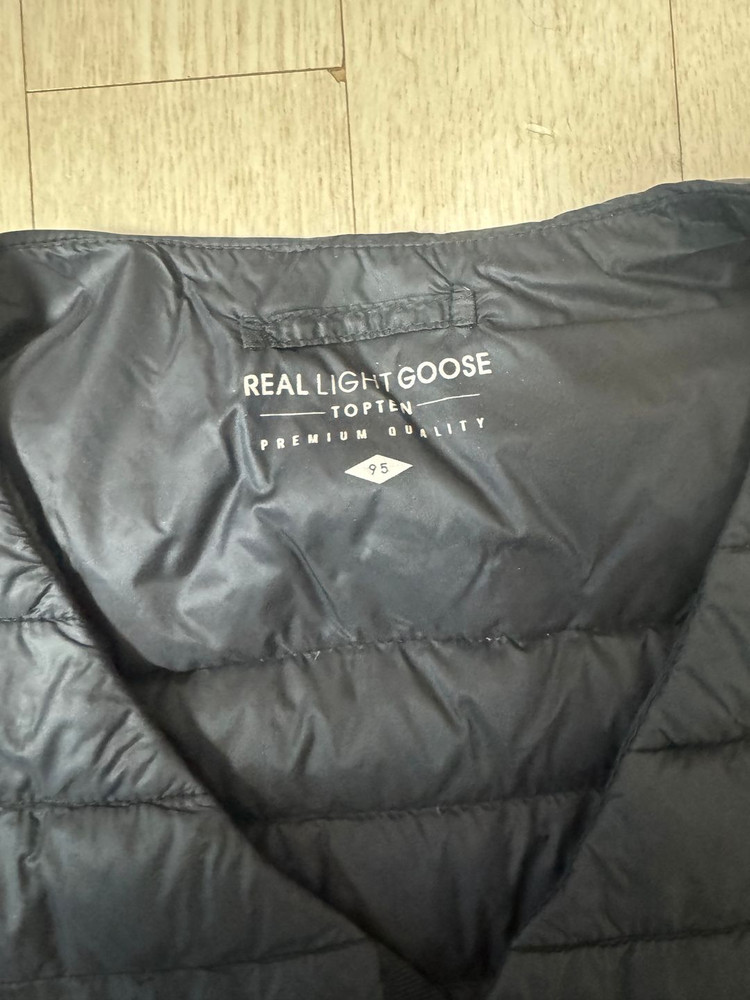 REAL LIGHT GOOSE
TOPTEN
PREMIUM QUALITY
95